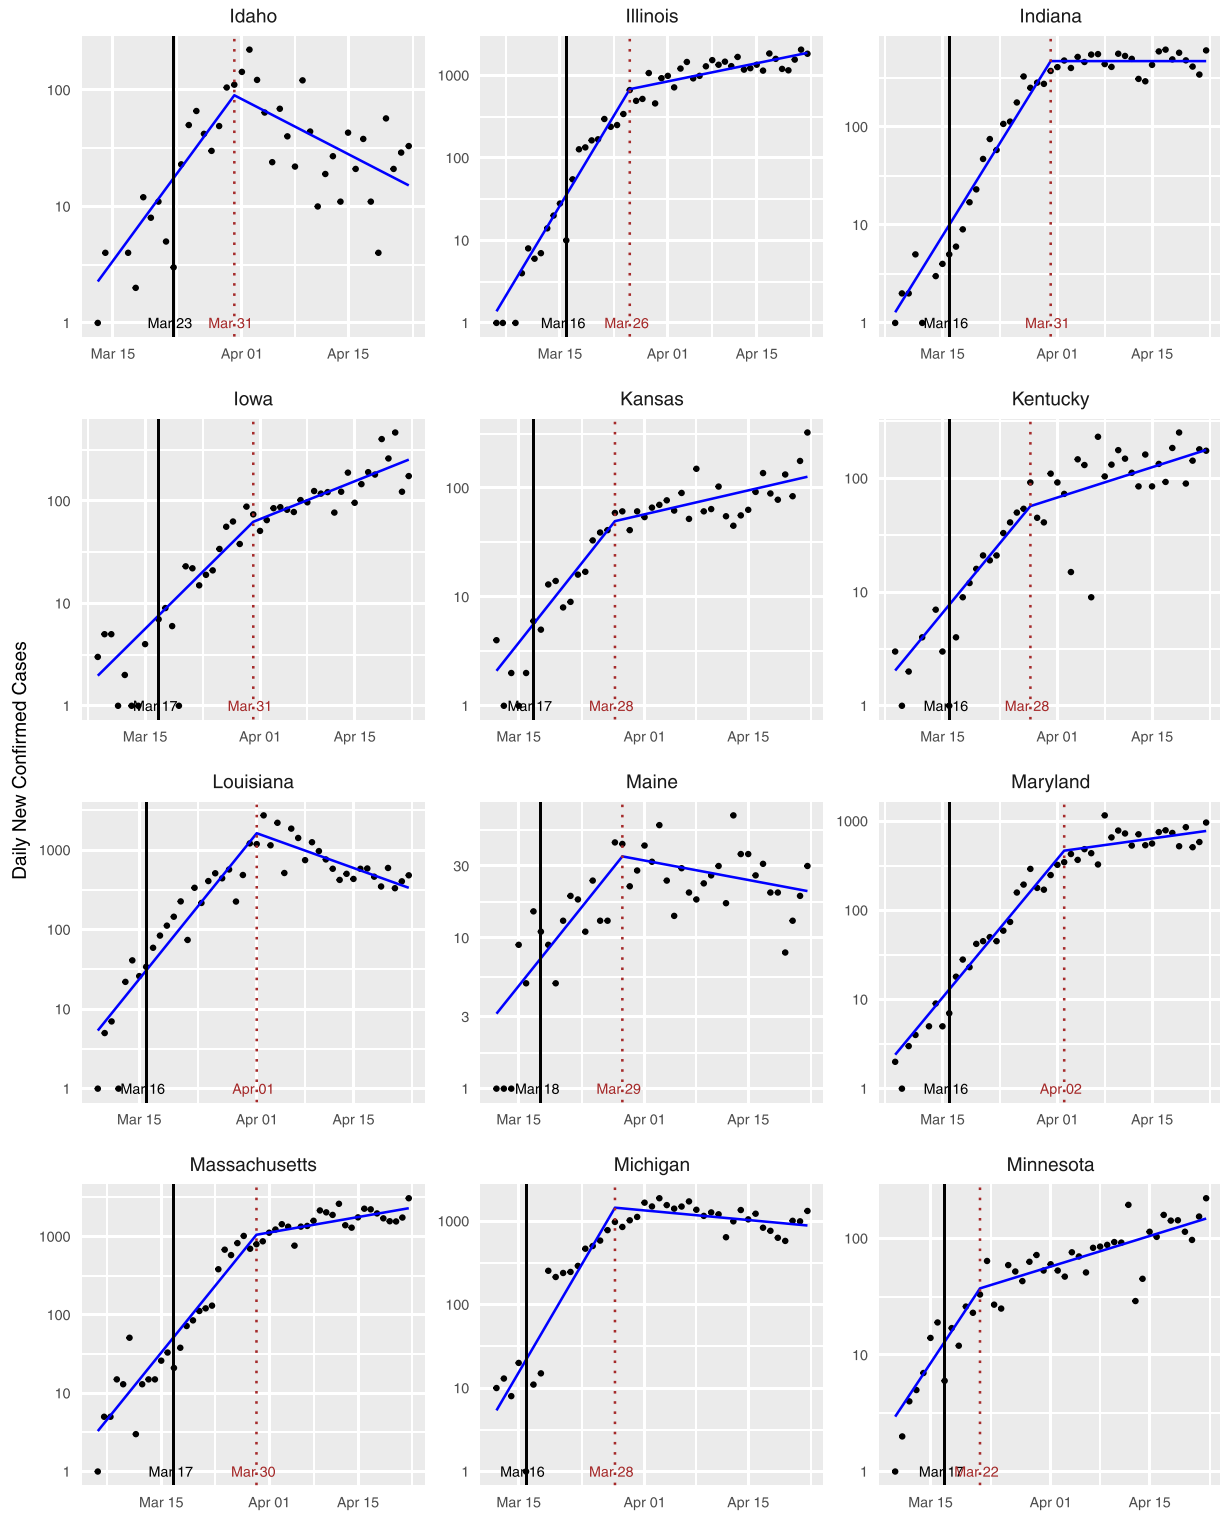 Daily New Confirmed Cases
Idaho
100
10
1
Mar 23
Mar 31
Mar 15
Apr 01
Apr 15
Illinois
1000
100
10
1
Mar 16
Mar 26
Mar 15
Apr 01
Apr 15
Indiana
100
10
1
Mar 16
Mar 31
Mar 15
Apr 01
Apr 15
Iowa
100
10
1
Mar 17
Mar 31
Mar 15
Apr 01
Apr 15
Kansas
100
10
1
Mar 17
Mar 28
Mar 15
Apr 01
Apr 15
Kentucky
100
10
1
Mar 16
Mar 28
Mar 15
Apr 01
Apr 15
Louisiana
1000
100
10
1
Mar 16
Apr 01
Mar 15
Apr 01
Apr 15
Maine
30
10
3
1
Mar 18
Mar 29
Mar 15
Apr 01
Apr 15
Maryland
1000
100
10
1
Mar 16
Apr 02
Mar 15
Apr 01
Apr 15
Massachusetts
1000
100
10
1
Mar 17
Mar 30
Mar 15
Apr 01
Apr 15
Michigan
1000
100
10
1
Mar 16
Mar 28
Mar 15
Apr 01
Apr 15
Minnesota
100
10
1
Mar 17
Mar 22
Mar 15
Apr 01
Apr 15